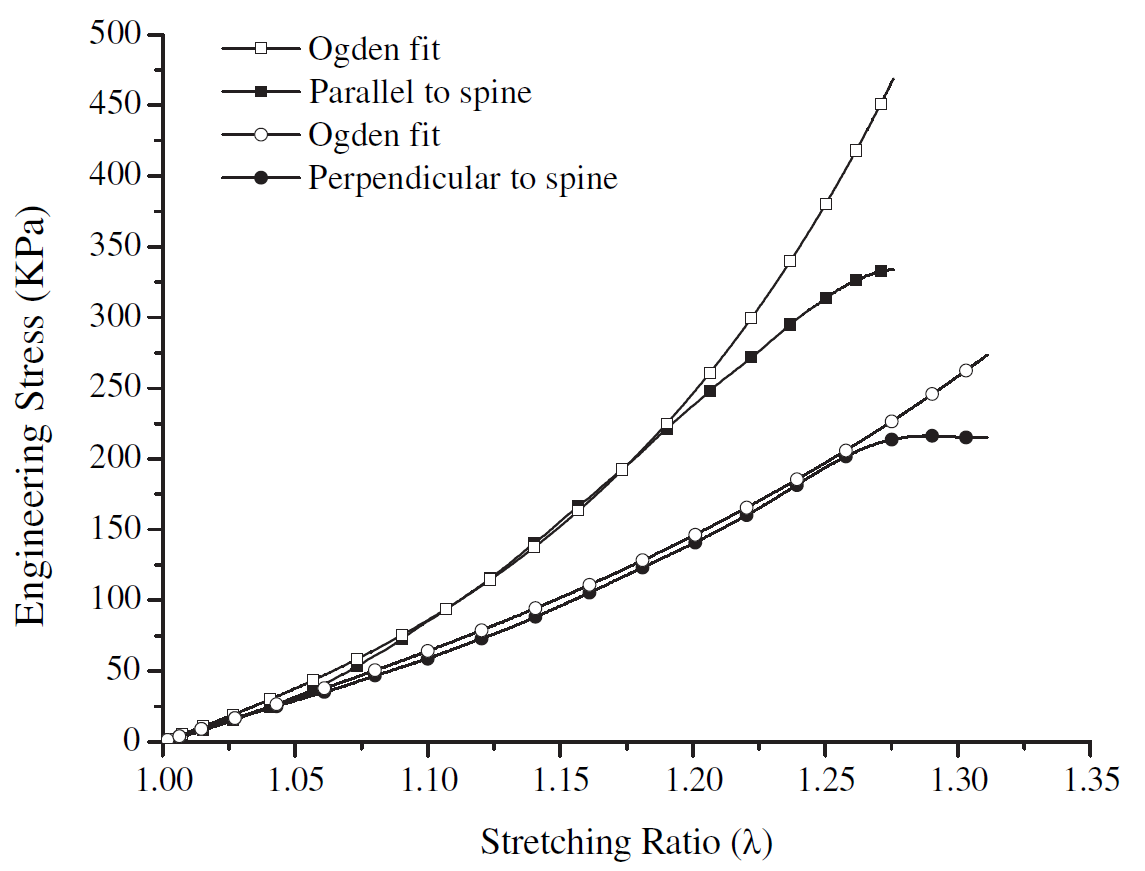 500
450
400
350
300
250
200
150
100
50
0
Ogden fit
Parallel to spine
Ogden fit
Perpendicular to spine
Engineering Stress (KPa)
1.00 1.05 1.10 1.15 1.20 1.25 1.30 1.35
Stretching Ratio (λ)